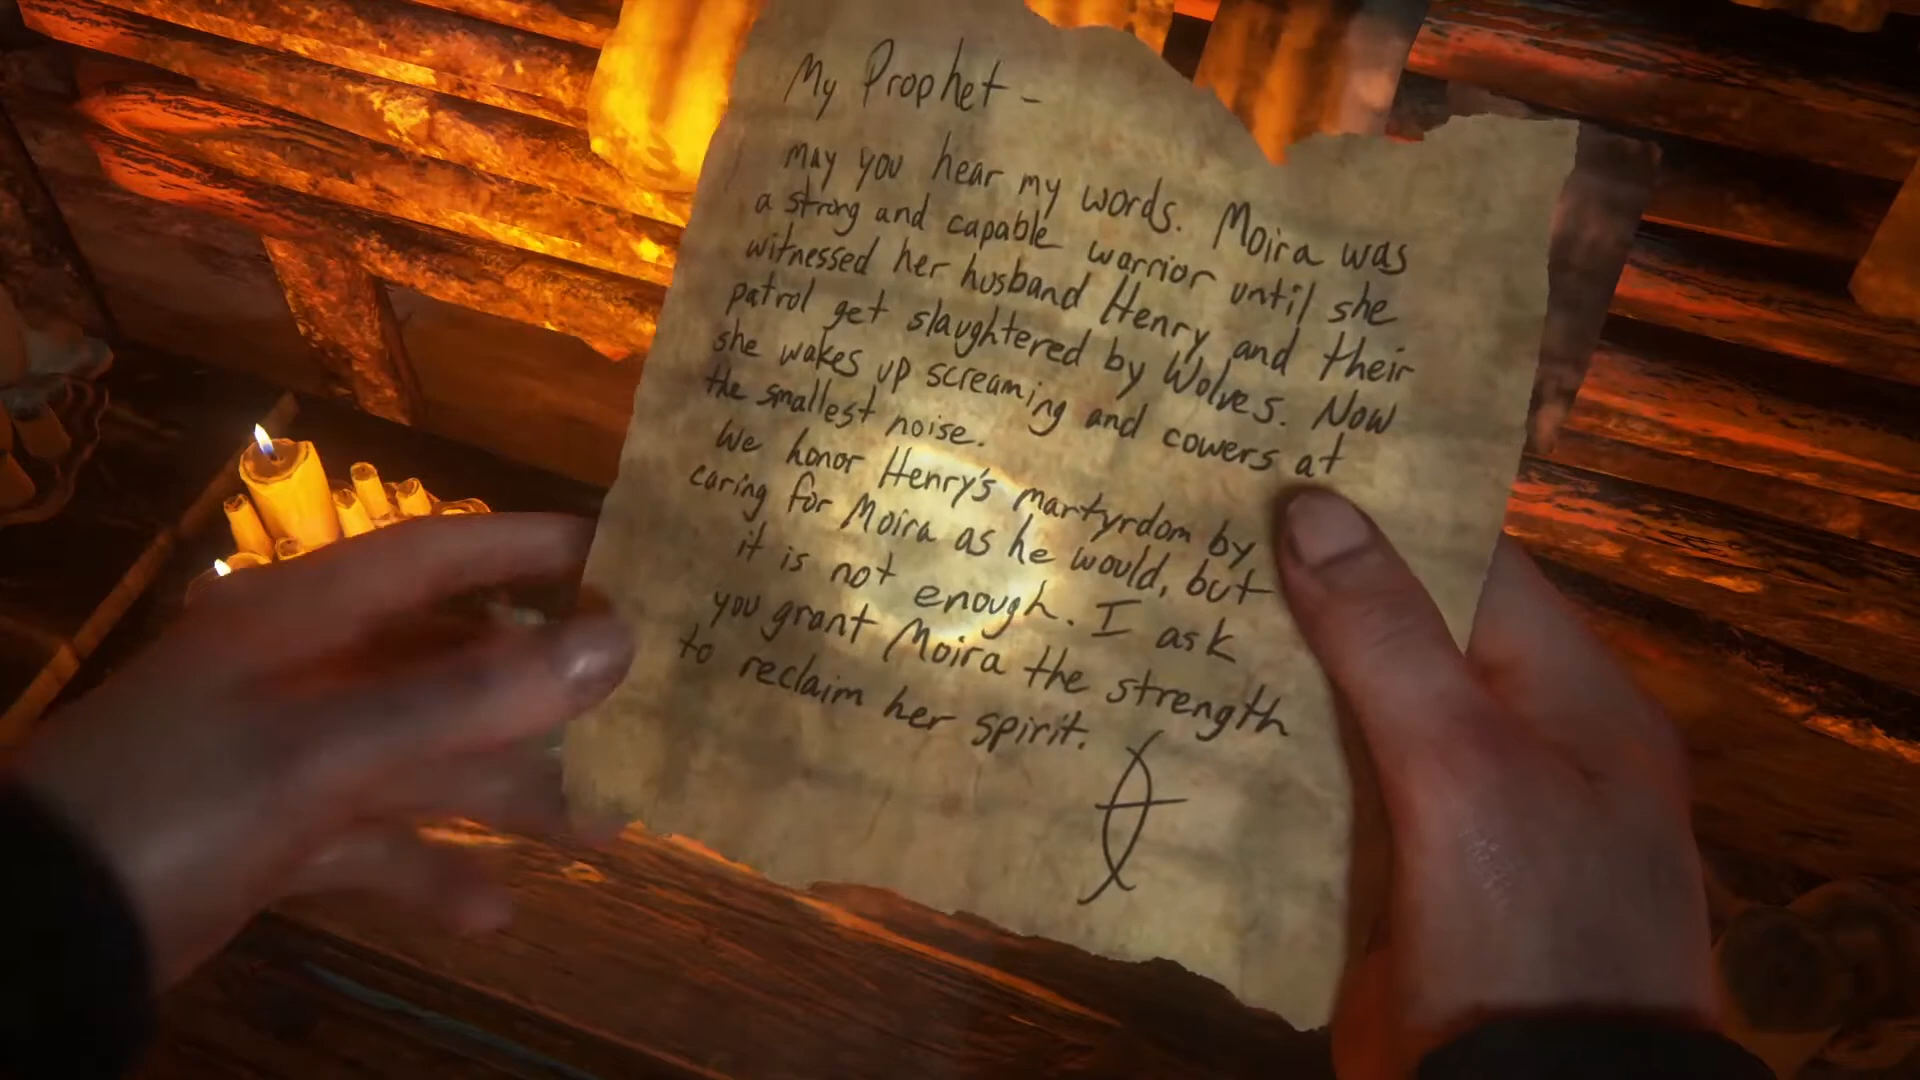 My Prophet -
may you hear my words. Moira was
a strong and capable warrior until she
witnessed her husband Henry and their
patrol get slaughtered by Wolves. Now
she wakes up screaming and cowers at
the smallest noise.
We honor Henry's martyrdom by
caring for Moira as he would, but
it is not enough. I ask
you grant Moira the strength
to reclaim her spirit.